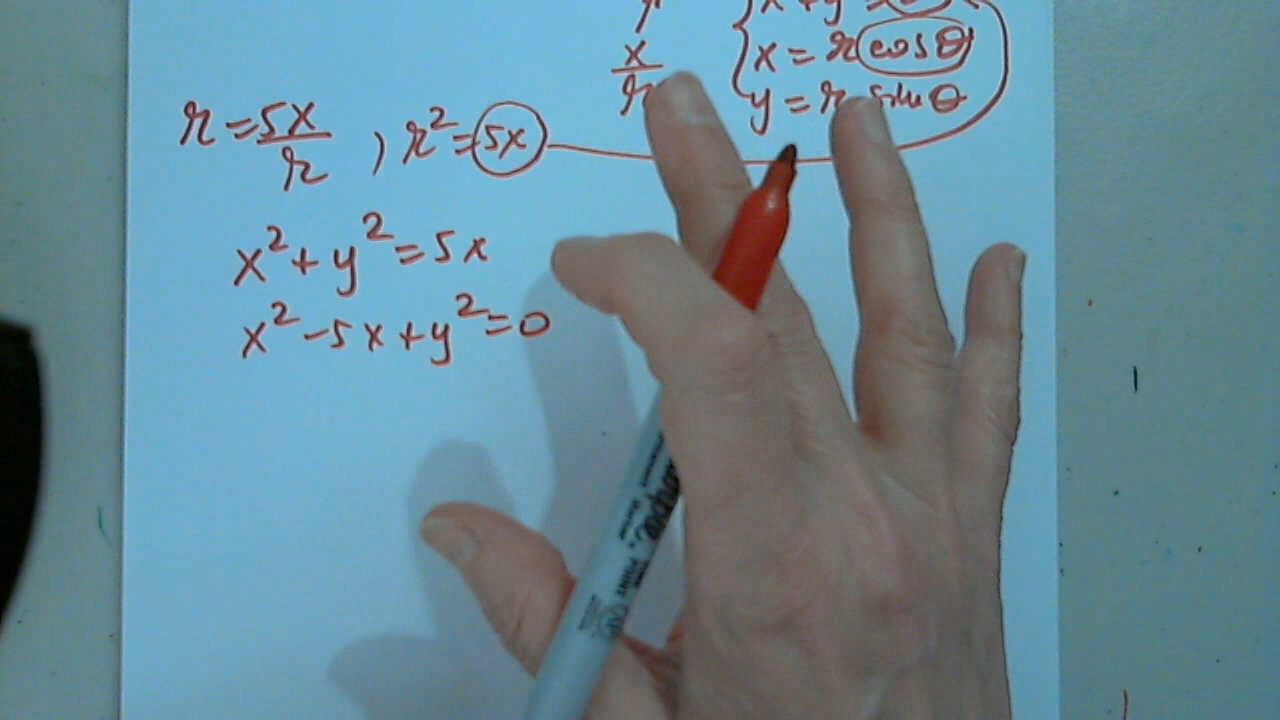 x = r cos θ
x/r
y = r sin θ
r = 5x/r , r² = 5x
x² + y² = 5x
x² - 5x + y² = 0